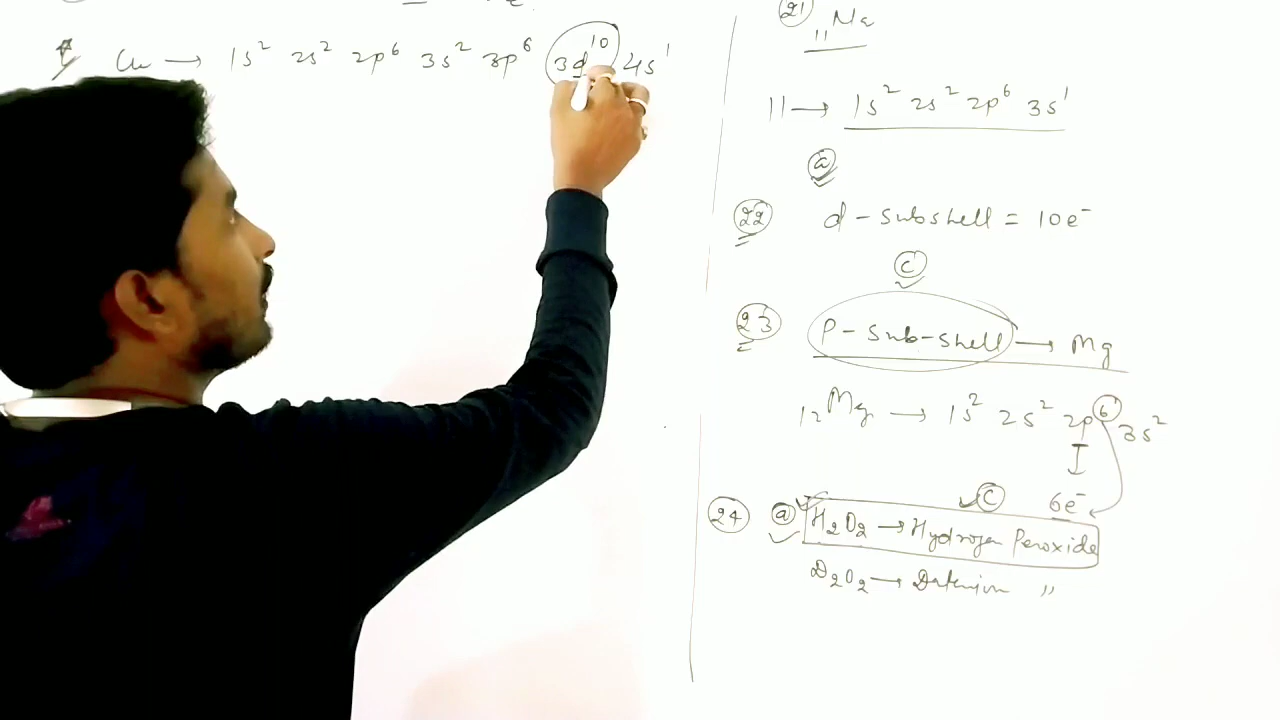 Cu → 1s² 2s² 2p⁶ 3s² 3p⁶ 3d¹⁰ 4s¹
21 ₁₁Na
11 → 1s² 2s² 2p⁶ 3s¹
a
22 d - subshell = 10e⁻
c
23 P - Sub-shell → Mg
₁₂Mg → 1s² 2s² 2p⁶ 3s²
c 6e⁻
24 a H₂O₂ → Hydrogen Peroxide
D₂O₂ → "